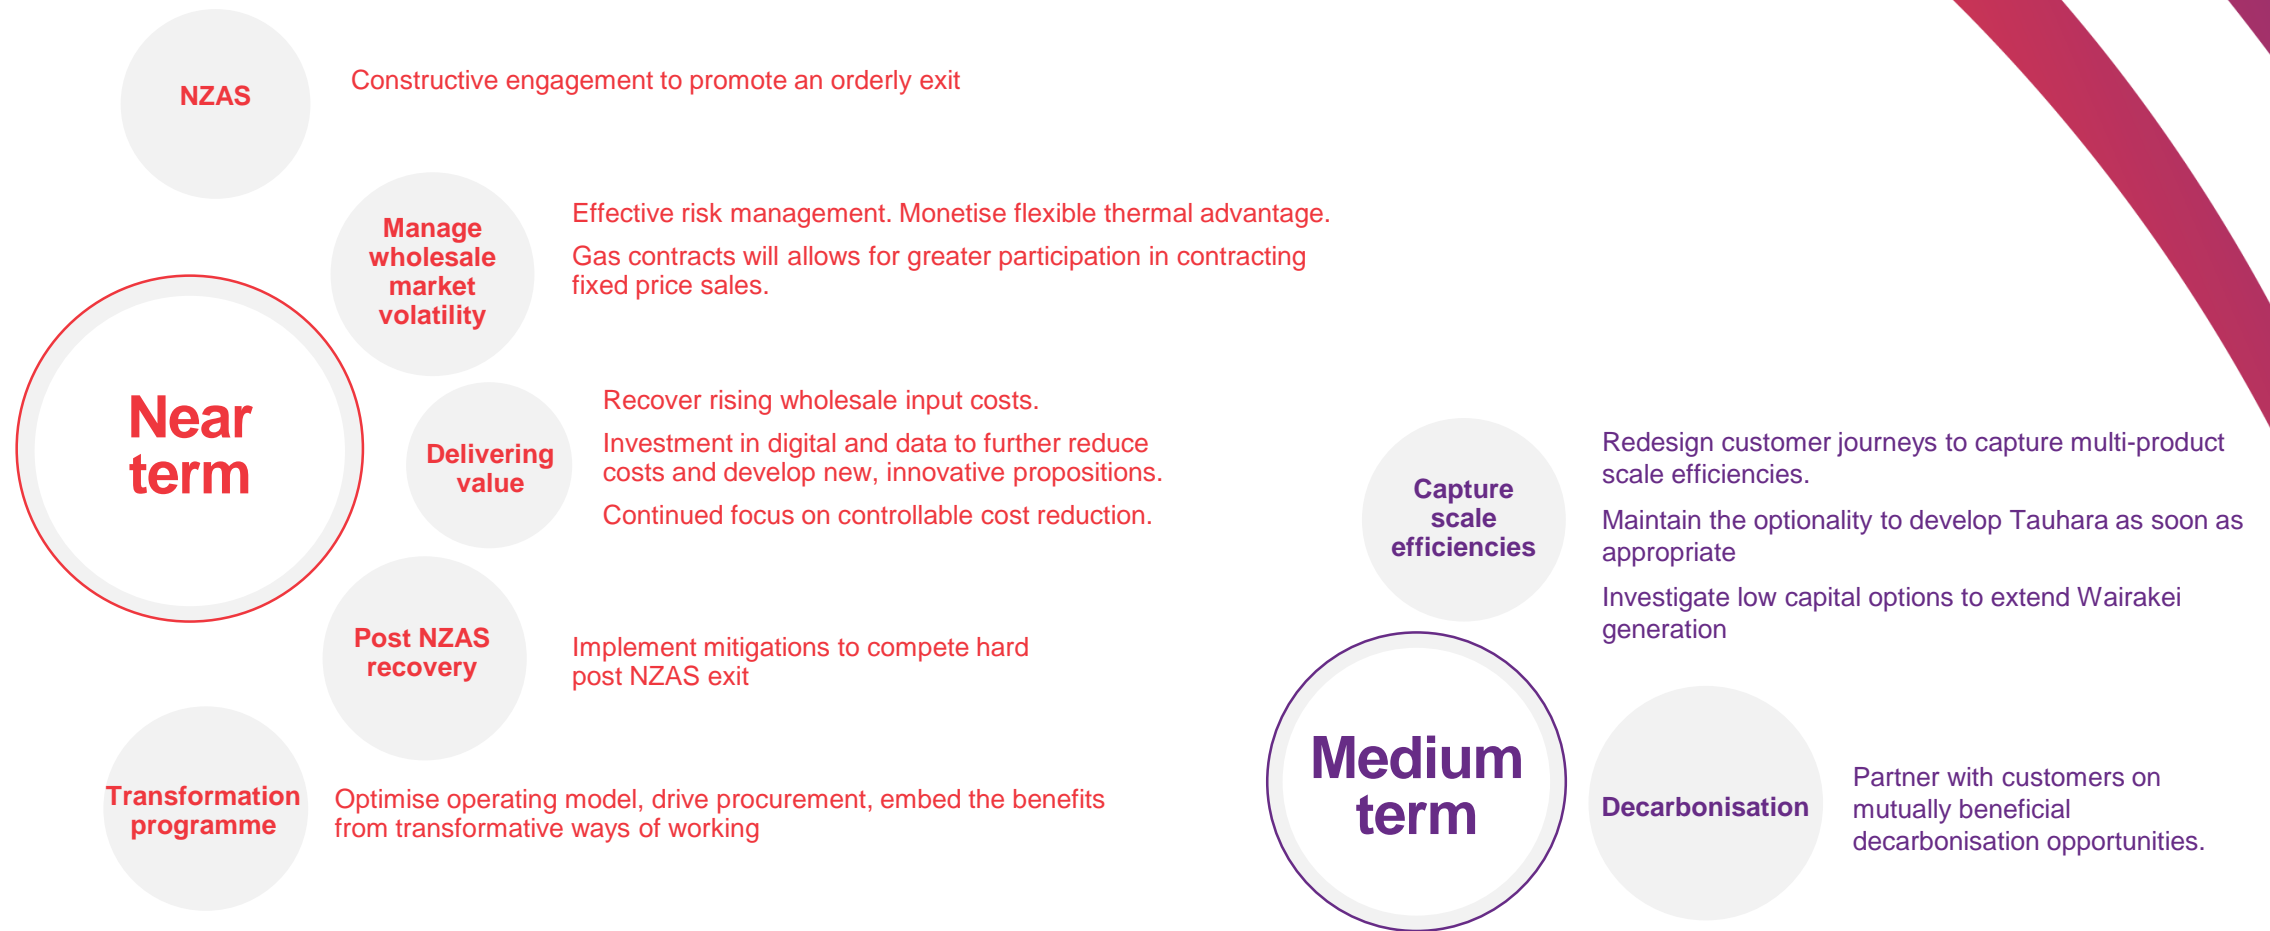 NZAS
Constructive engagement to promote an orderly exit
Manage
wholesale
market
volatility
Effective risk management. Monetise flexible thermal advantage.
Gas contracts will allows for greater participation in contracting
fixed price sales.
Near
term
Delivering
value
Recover rising wholesale input costs.
Investment in digital and data to further reduce
costs and develop new, innovative propositions.
Continued focus on controllable cost reduction.
Post NZAS
recovery
Implement mitigations to compete hard
post NZAS exit
Transformation
programme
Optimise operating model, drive procurement, embed the benefits
from transformative ways of working
Capture
scale
efficiencies
Redesign customer journeys to capture multi-product
scale efficiencies.
Maintain the optionality to develop Tauhara as soon as
appropriate
Investigate low capital options to extend Wairakei
generation
Medium
term
Decarbonisation
Partner with customers on
mutually beneficial
decarbonisation opportunities.